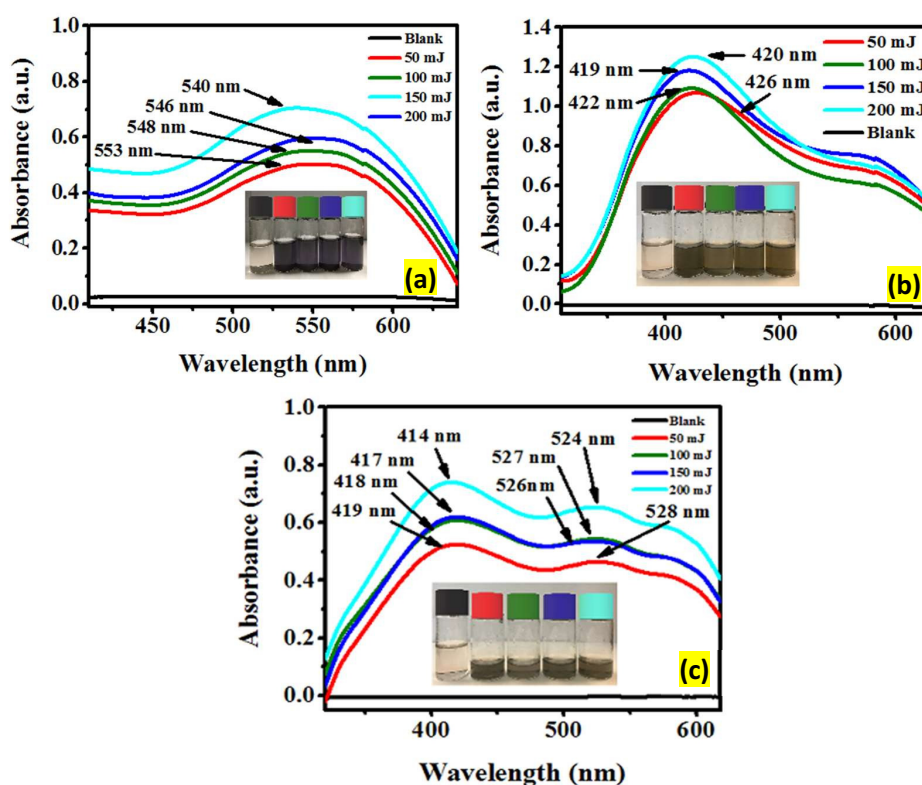 1.0
0.8
0.6
0.4
0.2
0.0
Absorbance (a.u.)
450
500
550
600
Wavelength (nm)
Blank
50 mJ
100 mJ
150 mJ
200 mJ
540 nm
546 nm
548 nm
553 nm
(a)
1.4
1.2
1.0
0.8
0.6
0.4
0.2
0.0
Absorbance (a.u.)
400
500
600
Wavelength (nm)
50 mJ
100 mJ
150 mJ
200 mJ
Blank
420 nm
419 nm
426 nm
422 nm
(b)
1.0
0.8
0.6
0.4
0.2
0.0
Absorbance (a.u.)
400
500
600
Wavelength (nm)
Blank
50 mJ
100 mJ
150 mJ
200 mJ
414 nm
417 nm
418 nm
419 nm
524 nm
527 nm
526nm
528 nm
(c)